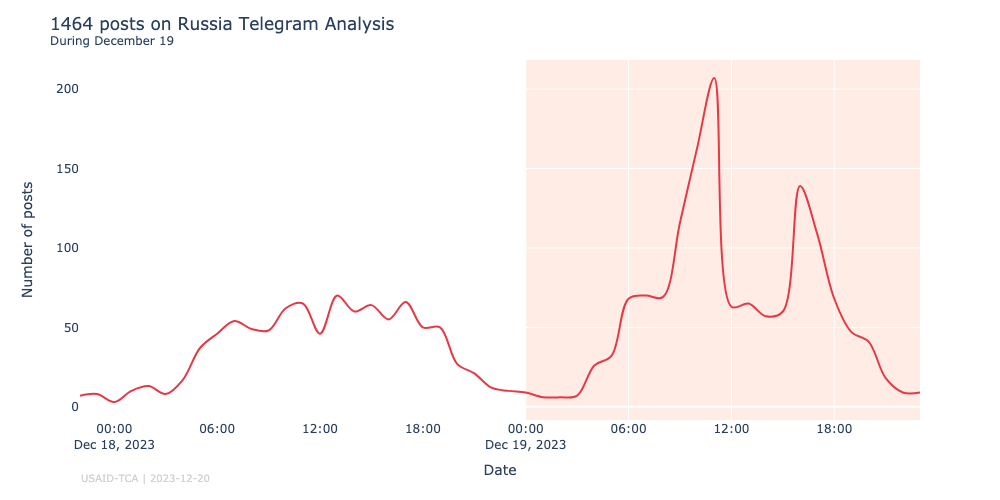 1464 posts on Russia Telegram Analysis
During December 19
200
150
100
50
0
Number of posts
00:00 06:00 12:00 18:00 00:00 06:00 12:00 18:00
Dec 18, 2023 Dec 19, 2023
Date
USAID-TCA | 2023-12-20